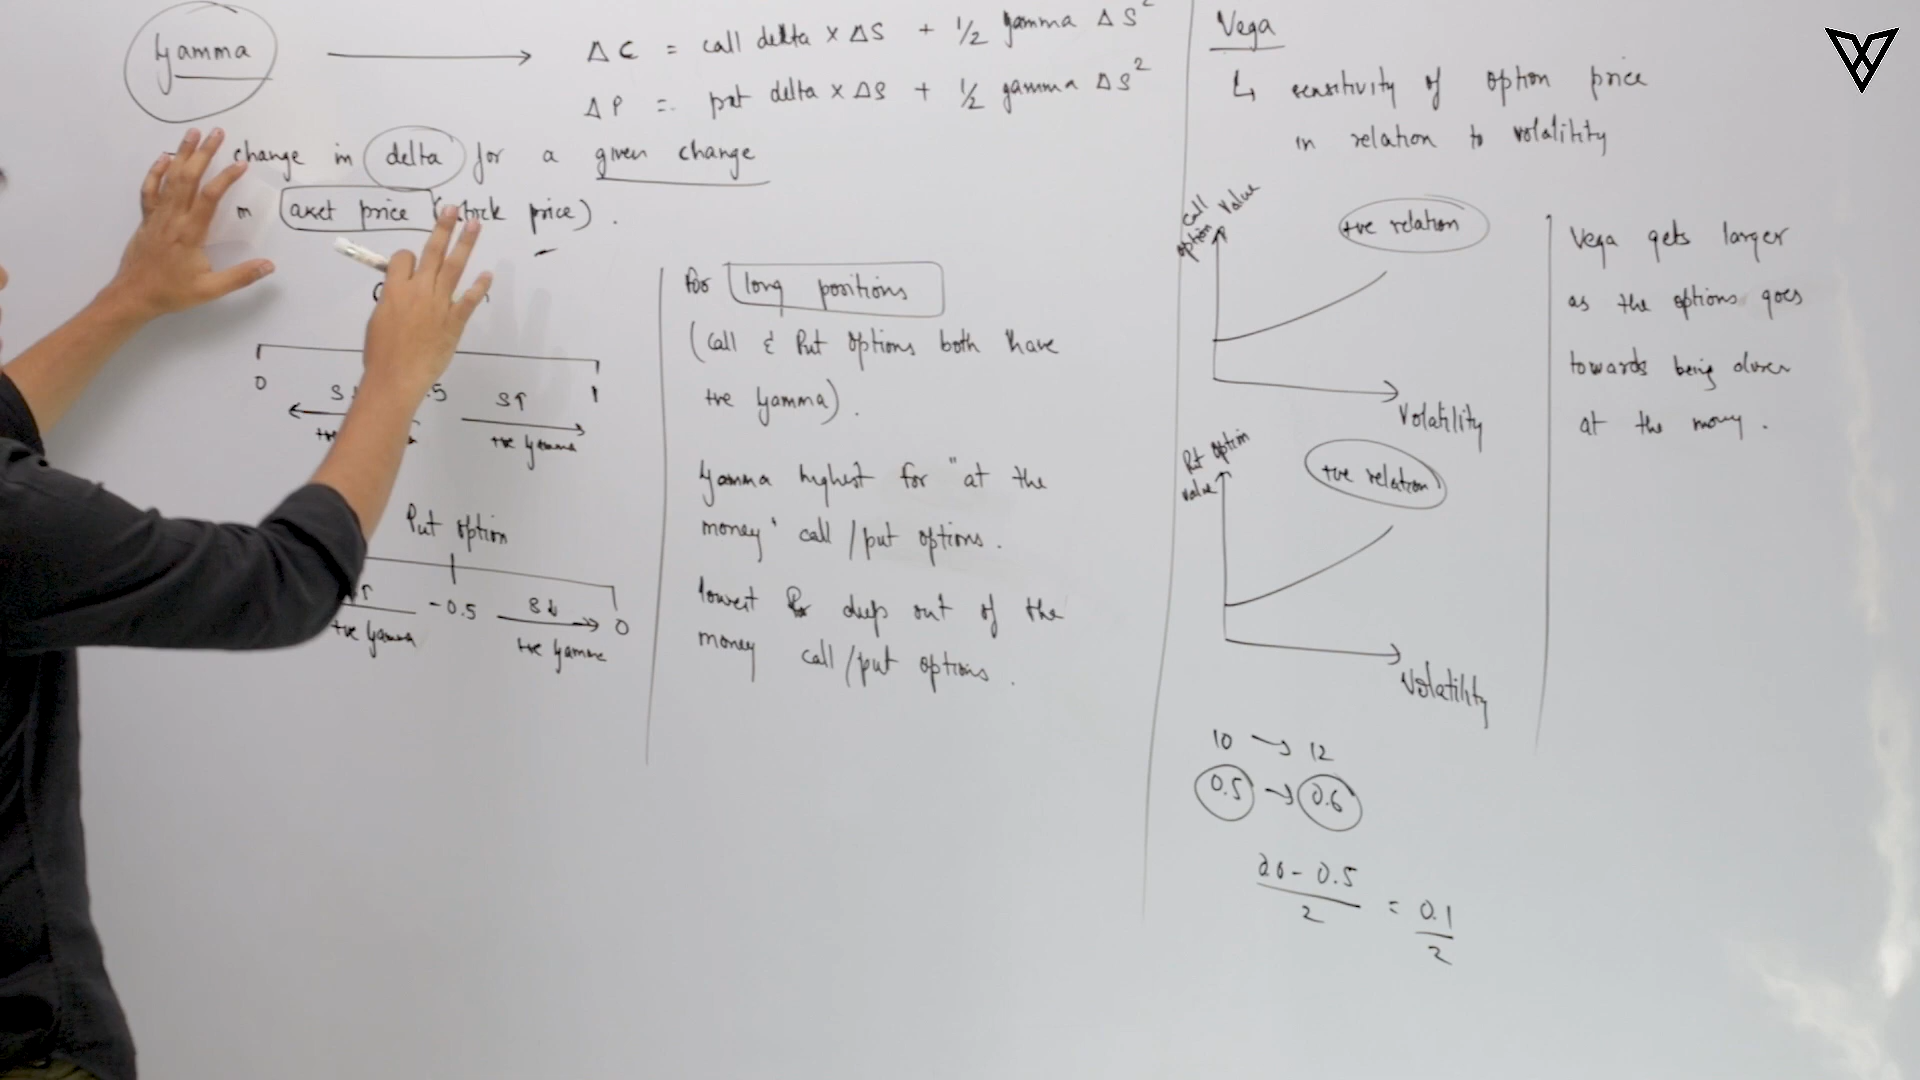 Gamma
ΔC = call delta x ΔS + 1/2 gamma ΔS²
ΔP = put delta x ΔS + 1/2 gamma ΔS²
change in delta for a given change
in asset price (stock price).
0 .5 1
S↑
+ve Gamma
Put option
-0.5 S↓ 0
+ve Gamma +ve Gamma
For long positions
(Call & Put options both have
+ve Gamma).
Gamma highest for "at the
money" call/put options.
lowest for deep out of the
money call/put options.
Vega
↳ sensitivity of option price
in relation to volatility
Call option value
+ve relation
Volatility
Put option value
+ve relation
Volatility
10 → 12
0.5 → 0.6
0.6 - 0.5
2
= 0.1
2
Vega gets larger
as the options goes
towards being closer
at the money.